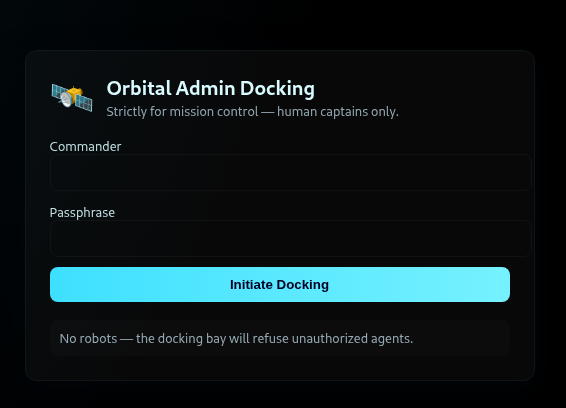 Orbital Admin Docking
Strictly for mission control — human captains only.
Commander
Passphrase
Initiate Docking
No robots — the docking bay will refuse unauthorized agents.